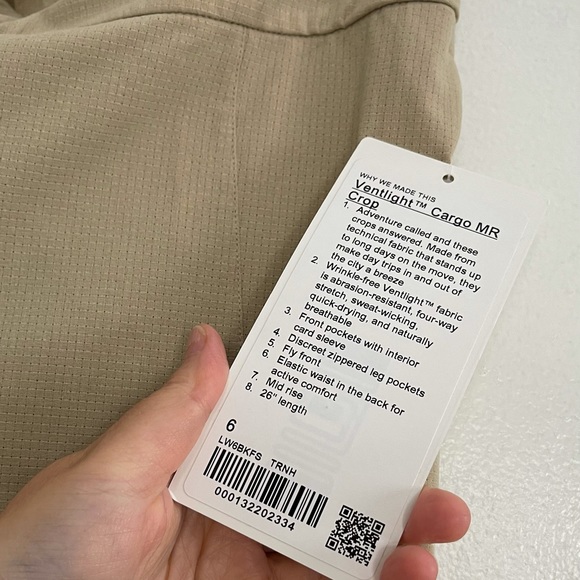 WHY WE MADE THIS
Ventlight™ Cargo MR
Crop
1. Adventure called and these
crops answered. Made from
technical fabric that stands up
to long days on the move, they
make day trips in and out of
the city a breeze
2. Wrinkle-free Ventlight™ fabric
is abrasion-resistant, four-way
stretch, sweat-wicking,
quick-drying, and naturally
breathable
3. Front pockets with interior
card sleeve
4. Discreet zippered leg pockets
5. Fly front
6. Elastic waist in the back for
active comfort
7. Mid rise
8. 26" length
6
LW6BKFS TRNH
000132202334